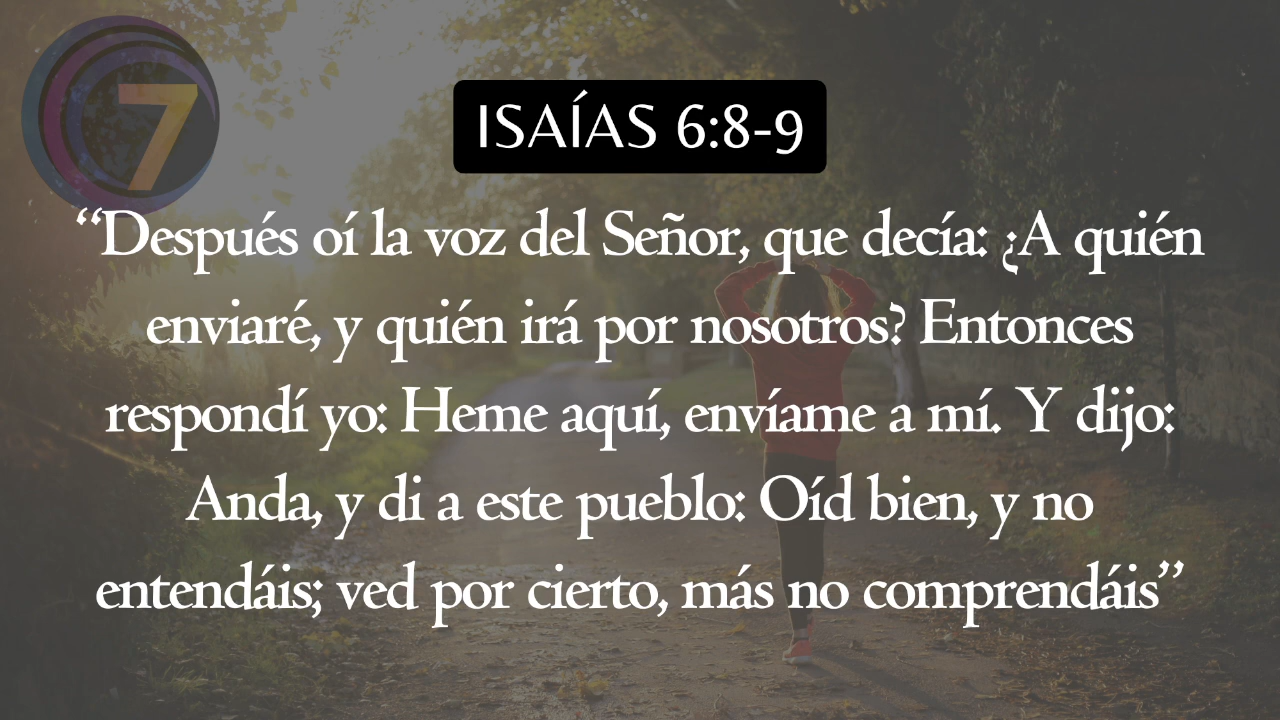 7
ISAÍAS 6:8-9
“Después oí la voz del Señor, que decía: ¿A quién
enviaré, y quién irá por nosotros? Entonces
respondí yo: Heme aquí, envíame a mí. Y dijo:
Anda, y di a este pueblo: Oíd bien, y no
entendáis; ved por cierto, más no comprendáis”